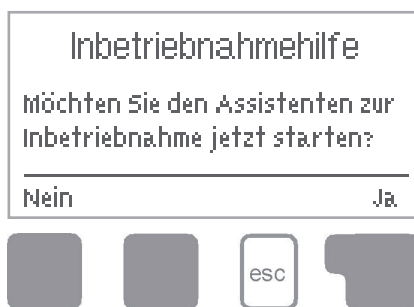 Inbetriebnahmehilfe
Möchten Sie den Assistenten zur
Inbetriebnahme jetzt starten?
Nein Ja
esc